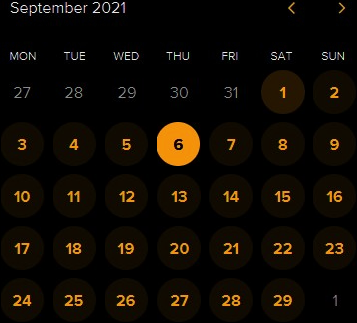 September 2021
MON TUE WED THU FRI SAT SUN
27 28 29 30 31 1 2
3 4 5 6 7 8 9
10 11 12 13 14 15 16
17 18 19 20 21 22 23
24 25 26 27 28 29 1